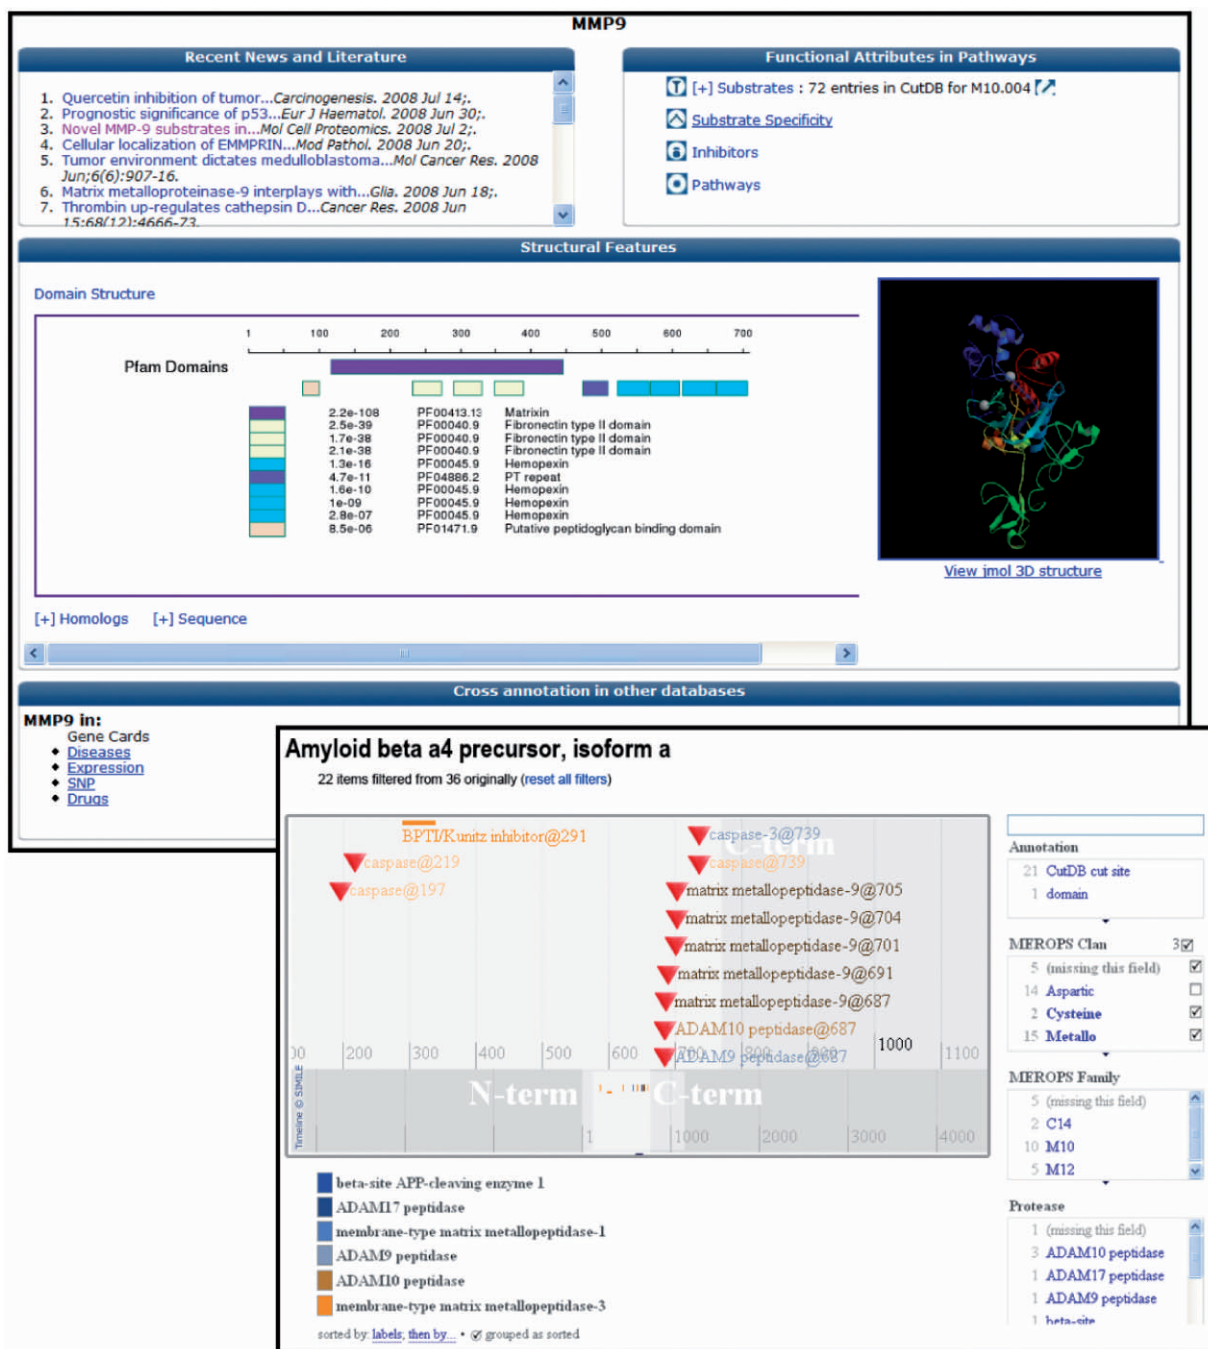 MMP9
Recent News and Literature
1. Quercetin inhibition of tumor...Carcinogenesis. 2008 Jul 14;.
2. Prognostic significance of p53...Eur J Haematol. 2008 Jun 30;.
3. Novel MMP-9 substrates in...Mol Cell Proteomics. 2008 Jul 2;.
4. Cellular localization of EMMPRIN...Mod Pathol. 2008 Jun 20;.
5. Tumor environment dictates medulloblastoma...Mol Cancer Res. 2008
Jun;6(6):907-16.
6. Matrix metalloproteinase-9 interplays with...Glia. 2008 Jun 18;.
7. Thrombin up-regulates cathepsin D...Cancer Res. 2008 Jun
15;68(12):4666-73.
Functional Attributes in Pathways
T [+] Substrates : 72 entries in CutDB for M10.004
Substrate Specificity
Inhibitors
Pathways
Structural Features
Domain Structure
1 100 200 300 400 500 600 700
Pfam Domains
2.2e-108 PF00413.13 Matrixin
2.5e-39 PF00040.9 Fibronectin type II domain
1.7e-38 PF00040.9 Fibronectin type II domain
2.1e-38 PF00040.9 Fibronectin type II domain
1.3e-16 PF00045.9 Hemopexin
4.7e-11 PF04886.2 PT repeat
1.6e-10 PF00045.9 Hemopexin
1e-09 PF00045.9 Hemopexin
2.8e-07 PF00045.9 Hemopexin
8.5e-06 PF01471.9 Putative peptidoglycan binding domain
View jmol 3D structure
[+] Homologs [+] Sequence
Cross annotation in other databases
MMP9 in:
Gene Cards
Diseases
Expression
SNP
Drugs
Amyloid beta a4 precursor, isoform a
22 items filtered from 36 originally (reset all filters)
BPTI/Kunitz inhibitor@291
caspase@219
caspase@197
C-term
caspase-3@739
caspase@739
matrix metallopeptidase-9@705
matrix metallopeptidase-9@704
matrix metallopeptidase-9@701
matrix metallopeptidase-9@691
matrix metallopeptidase-9@687
ADAM10 peptidase@687
ADAM9 peptidase@687
00 200 300 400 500 600 700 800 900 1000 1100
N-term C-term
1 1000 2000 3000 4000
Timeline © SIMILE
beta-site APP-cleaving enzyme 1
ADAM17 peptidase
membrane-type matrix metallopeptidase-1
ADAM9 peptidase
ADAM10 peptidase
membrane-type matrix metallopeptidase-3
sorted by: labels; then by... • grouped as sorted
Annotation
21 CutDB cut site
1 domain
MEROPS Clan 3
5 (missing this field)
14 Aspartic
2 Cysteine
15 Metallo
MEROPS Family
5 (missing this field)
2 C14
10 M10
5 M12
Protease
1 (missing this field)
3 ADAM10 peptidase
1 ADAM17 peptidase
1 ADAM9 peptidase
1 beta-site